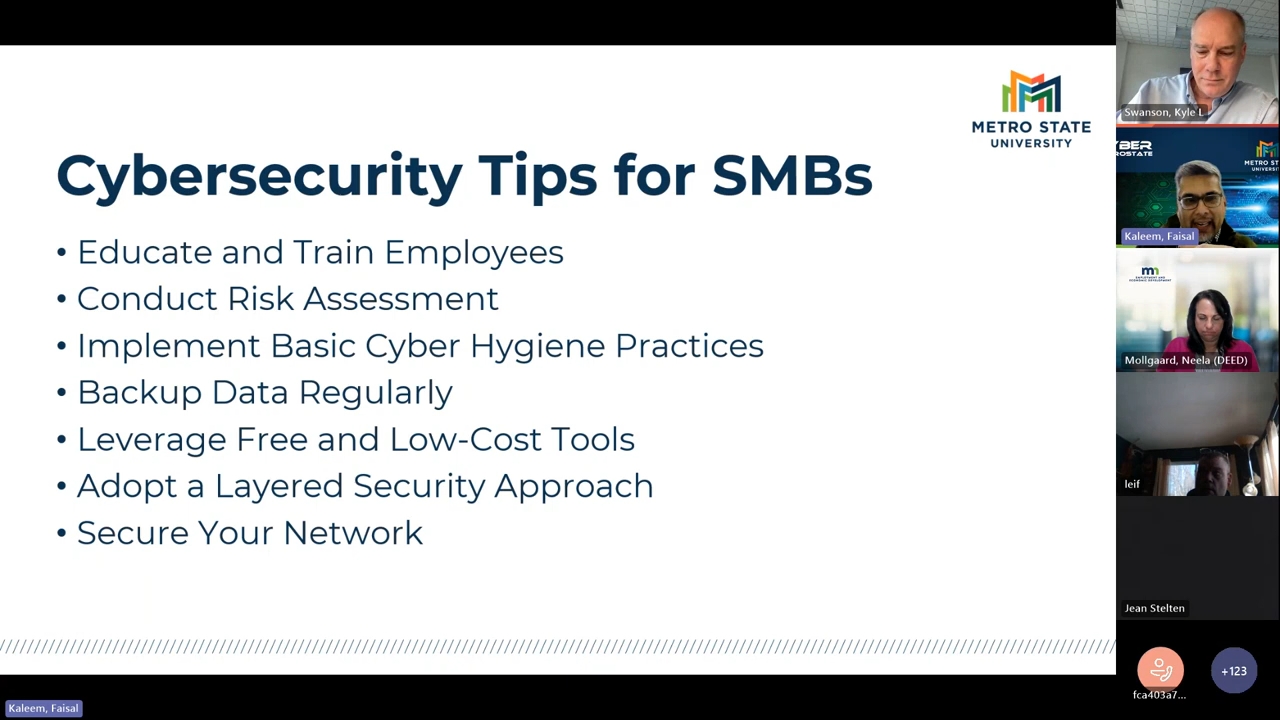 METRO STATE
UNIVERSITY
Cybersecurity Tips for SMBs
• Educate and Train Employees
• Conduct Risk Assessment
• Implement Basic Cyber Hygiene Practices
• Backup Data Regularly
• Leverage Free and Low-Cost Tools
• Adopt a Layered Security Approach
• Secure Your Network
Kaleem, Faisal
Swanson, Kyle L
Kaleem, Faisal
Mollgaard, Neela (DEED)
leif
Jean Stelten
fca403a7...
+123